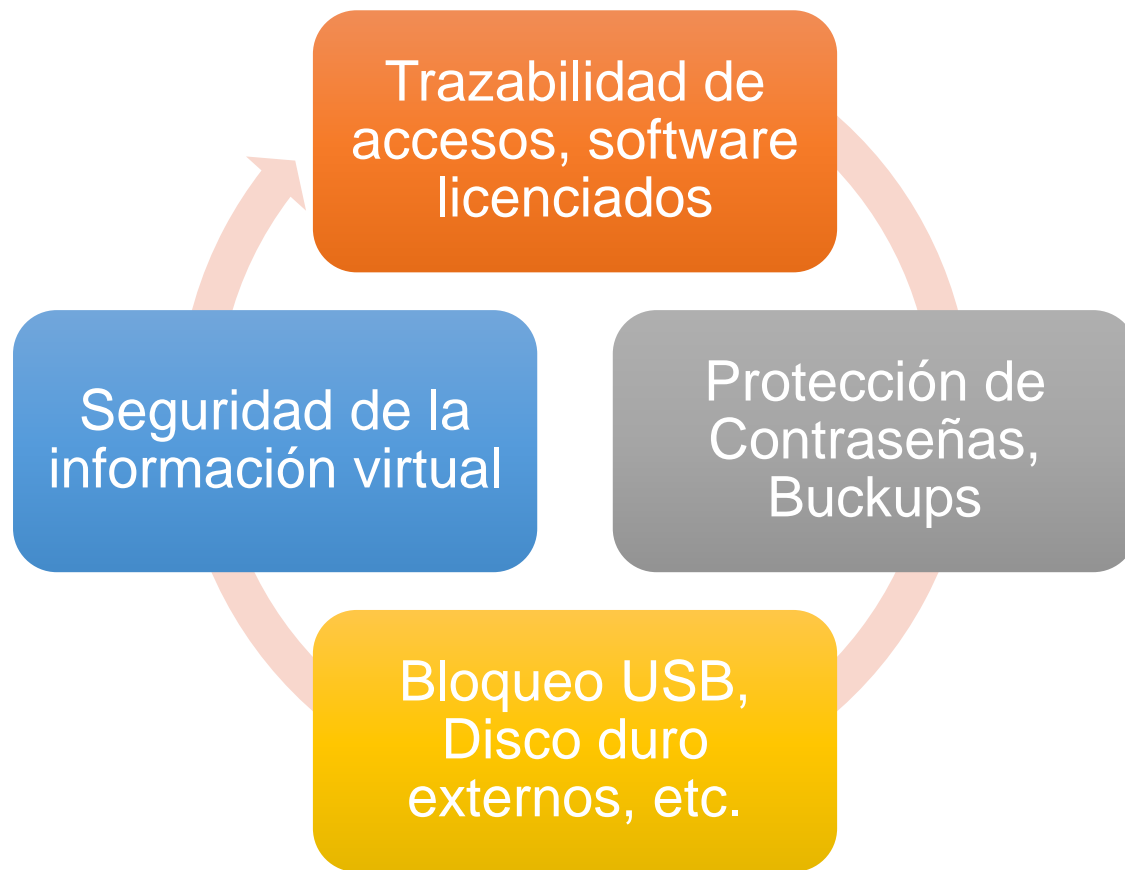 Trazabilidad de
accesos, software
licenciados
Protección de
Contraseñas,
Buckups
Bloqueo USB,
Disco duro
externos, etc.
Seguridad de la
información virtual